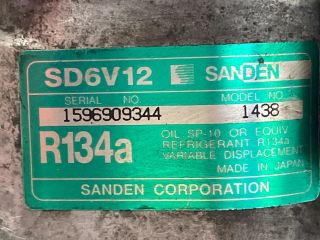 SD6V12 SANDEN
SERIAL NO. MODEL NO.
1596909344 1438
R134a
OIL SP-10 OR EQUIV
REFRIGERANT R134a
VARIABLE DISPLACEMENT
MADE IN JAPAN
SANDEN CORPORATION